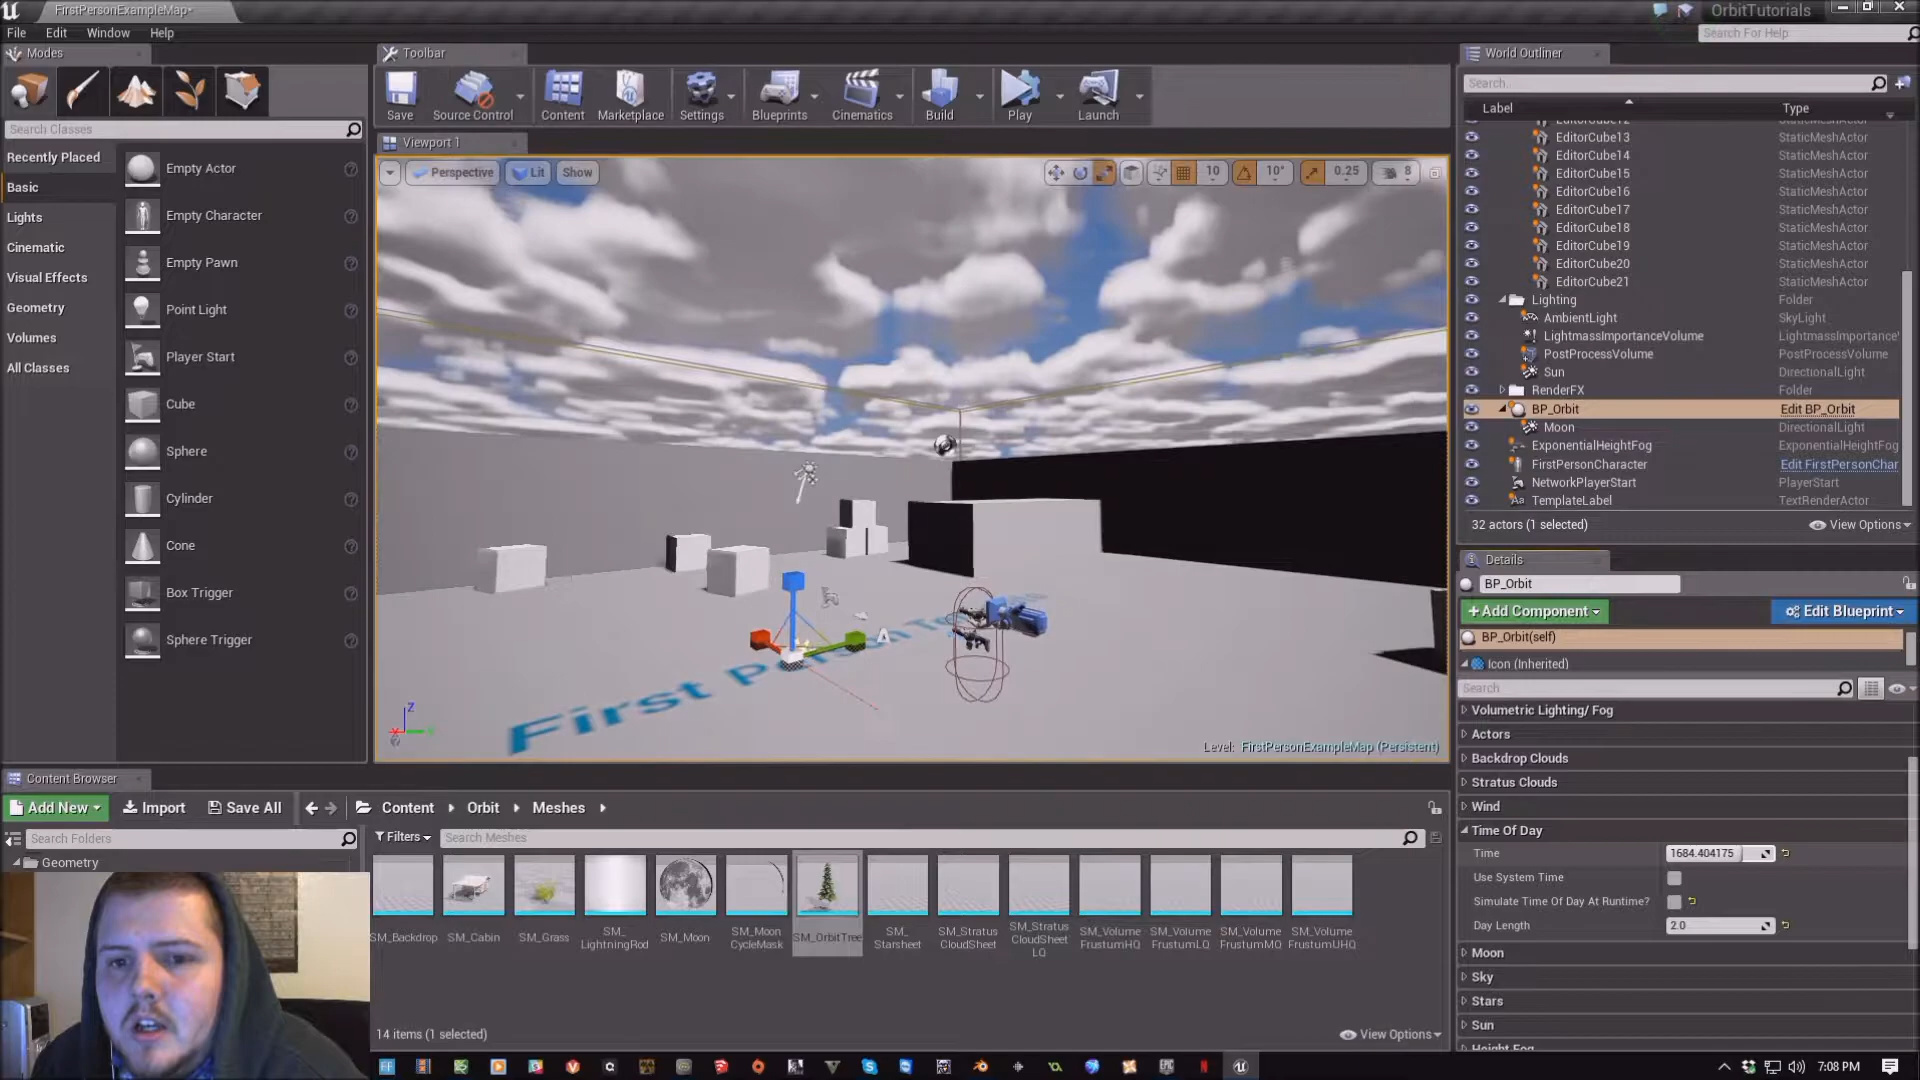 FirstPersonExampleMap*
OrbitTutorials
File Edit Window Help
Search For Help
Modes
Toolbar
World Outliner
Save
Source Control
Content
Marketplace
Settings
Blueprints
Cinematics
Build
Play
Launch
Search Classes
Search...
Label Type
Recently Placed
Basic
Lights
Cinematic
Visual Effects
Geometry
Volumes
All Classes
Empty Actor
Empty Character
Empty Pawn
Point Light
Player Start
Cube
Sphere
Cylinder
Cone
Box Trigger
Sphere Trigger
Viewport 1
Perspective Lit Show
10 10° 0.25 8
First Person Te
Level: FirstPersonExampleMap (Persistent)
EditorCube12 StaticMeshActor
EditorCube13 StaticMeshActor
EditorCube14 StaticMeshActor
EditorCube15 StaticMeshActor
EditorCube16 StaticMeshActor
EditorCube17 StaticMeshActor
EditorCube18 StaticMeshActor
EditorCube19 StaticMeshActor
EditorCube20 StaticMeshActor
EditorCube21 StaticMeshActor
Lighting Folder
AmbientLight SkyLight
LightmassImportanceVolume LightmassImportance
PostProcessVolume PostProcessVolume
Sun DirectionalLight
RenderFX Folder
BP_Orbit Edit BP_Orbit
Moon DirectionalLight
ExponentialHeightFog ExponentialHeightFog
FirstPersonCharacter Edit FirstPersonChar
NetworkPlayerStart PlayerStart
TemplateLabel TextRenderActor
32 actors (1 selected) View Options
Details
BP_Orbit
+Add Component Edit Blueprint
BP_Orbit(self)
Icon (Inherited)
Search
Volumetric Lighting/ Fog
Actors
Backdrop Clouds
Stratus Clouds
Wind
Time Of Day
Time 1684.404175
Use System Time
Simulate Time Of Day At Runtime?
Day Length 2.0
Moon
Sky
Stars
Sun
Height Fog
Content Browser
Add New Import Save All Content Orbit Meshes
Search Folders
Filters Search Meshes
Geometry
SM_Backdrop
SM_Cabin
SM_Grass
SM_
LightningRod
SM_Moon
SM_Moon
CycleMask
SM_OrbitTree
SM_
Starsheet
SM_Stratus
CloudSheet
SM_Stratus
CloudSheet
LQ
SM_Volume
FrustumHQ
SM_Volume
FrustumLQ
SM_Volume
FrustumMQ
SM_Volume
FrustumUHQ
14 items (1 selected) View Options
7:08 PM